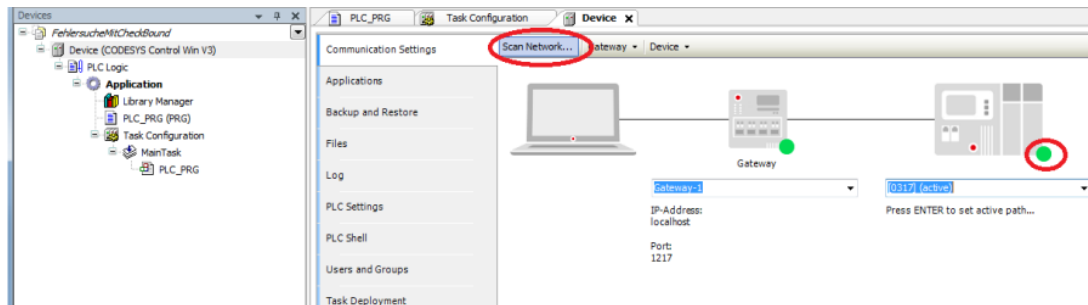 Devices
FehlersucheMitCheckBound
Device (CODESYS Control Win V3)
PLC Logic
Application
Library Manager
PLC_PRG (PRG)
Task Configuration
MainTask
PLC_PRG
PLC_PRG
Task Configuration
Device
Communication Settings
Applications
Backup and Restore
Files
Log
PLC Settings
PLC Shell
Users and Groups
Task Deployment
Scan Network...
Gateway
Device
Gateway
Gateway-1
IP-Address:
localhost
Port:
1217
[0317] (active)
Press ENTER to set active path...